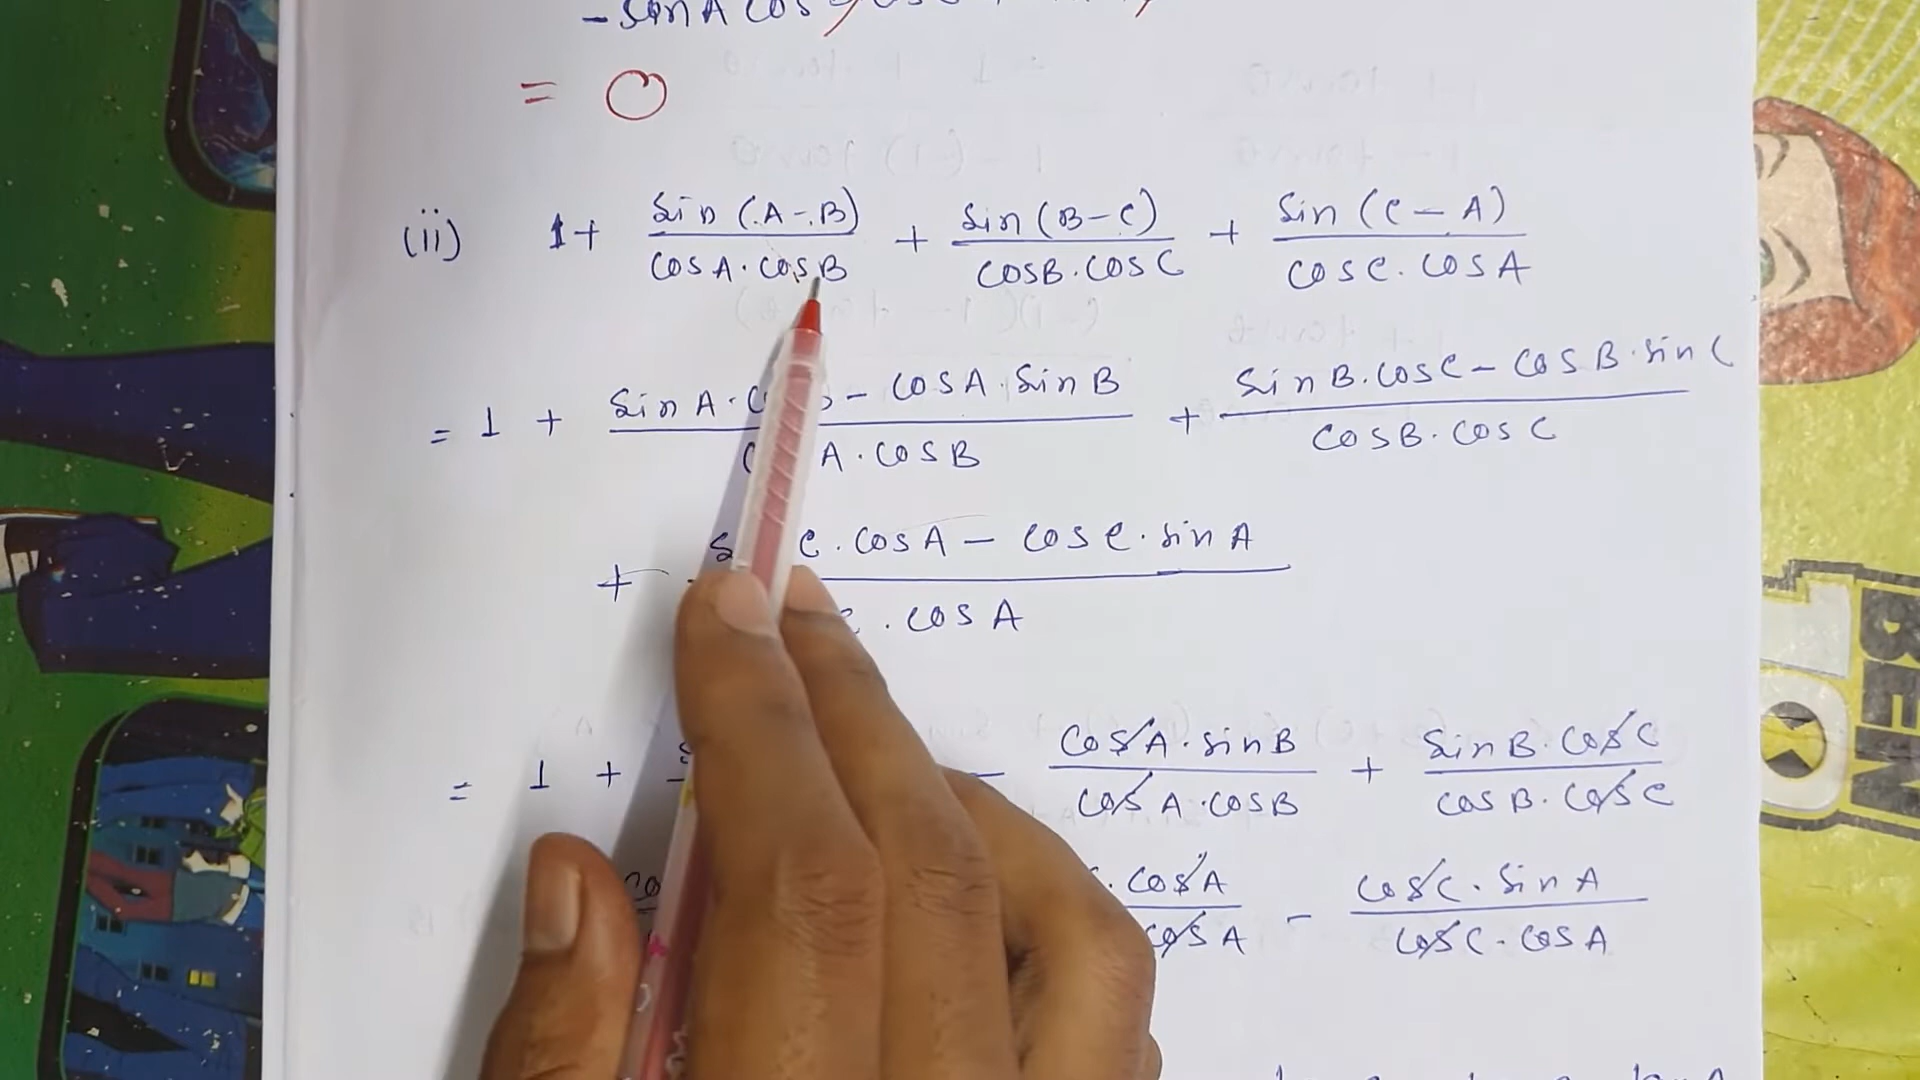 - sin A cos
= 0
(ii) 1 + sin (A - B) / cos A . cos B + sin (B - C) / cos B . cos C + sin (C - A) / cos C . cos A
= 1 + sin A . - cos A . sin B / A . cos B + sin B . cos C - cos B . sin C / cos B . cos C
+ C . cos A - cos C . sin A / . cos A
= 1 + - cos A . sin B / cos A . cos B + sin B . cos C / cos B . cos C
. cos A / cos A - cos C . sin A / cos C . cos A
BEN
10